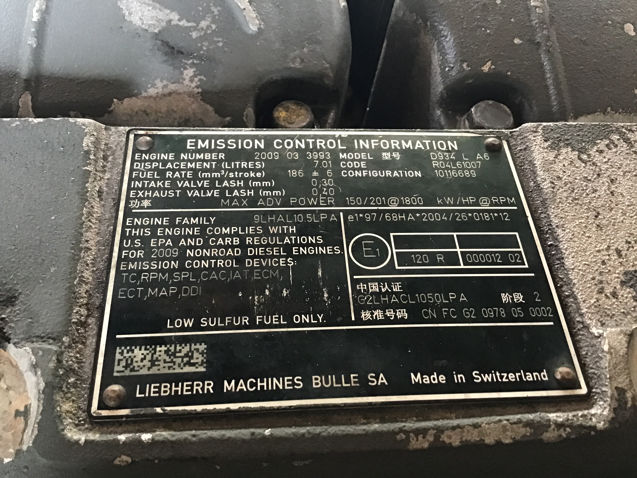 EMISSION CONTROL INFORMATION
ENGINE NUMBER 2009 03 3993 MODEL 型号 D934 L A6
DISPLACEMENT (LITRES) 7.01 CODE R04L61007
FUEL RATE (mm³/stroke) 186 ± 6 CONFIGURATION 10116689
INTAKE VALVE LASH (mm) 0,30
EXHAUST VALVE LASH (mm) 0,40
功率 MAX ADV POWER 150/201@1800 kW/HP@RPM
ENGINE FAMILY 9LHAL10.5LPA
THIS ENGINE COMPLIES WITH
U.S. EPA AND CARB REGULATIONS
FOR 2009 NONROAD DIESEL ENGINES.
EMISSION CONTROL DEVICES:
TC,RPM,SPL,CAC,IAT,ECM,
ECT,MAP,DDI
LOW SULFUR FUEL ONLY.
e1*97/68HA*2004/26*0181*12
E1
120 R 000012 02
中国认证
G2LHACL1050LPA 阶段 2
核准号码 CN FC G2 0978 05 0002
LIEBHERR MACHINES BULLE SA Made in Switzerland